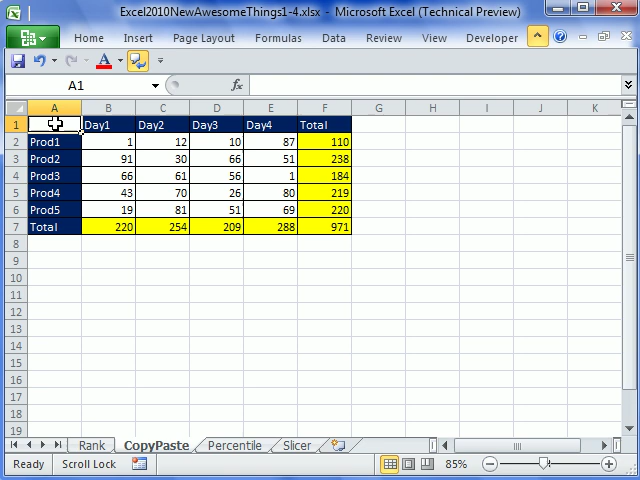 Excel2010NewAwesomeThings1-4.xlsx - Microsoft Excel (Technical Preview)
Home Insert Page Layout Formulas Data Review View Developer
A1 fx
A B C D E F G H I J K
1 Day1 Day2 Day3 Day4 Total
2 Prod1 1 12 10 87 110
3 Prod2 91 30 66 51 238
4 Prod3 66 61 56 1 184
5 Prod4 43 70 26 80 219
6 Prod5 19 81 51 69 220
7 Total 220 254 209 288 971
8
9
10
11
12
13
14
15
16
17
18
19
Rank CopyPaste Percentile Slicer
Ready Scroll Lock 85%